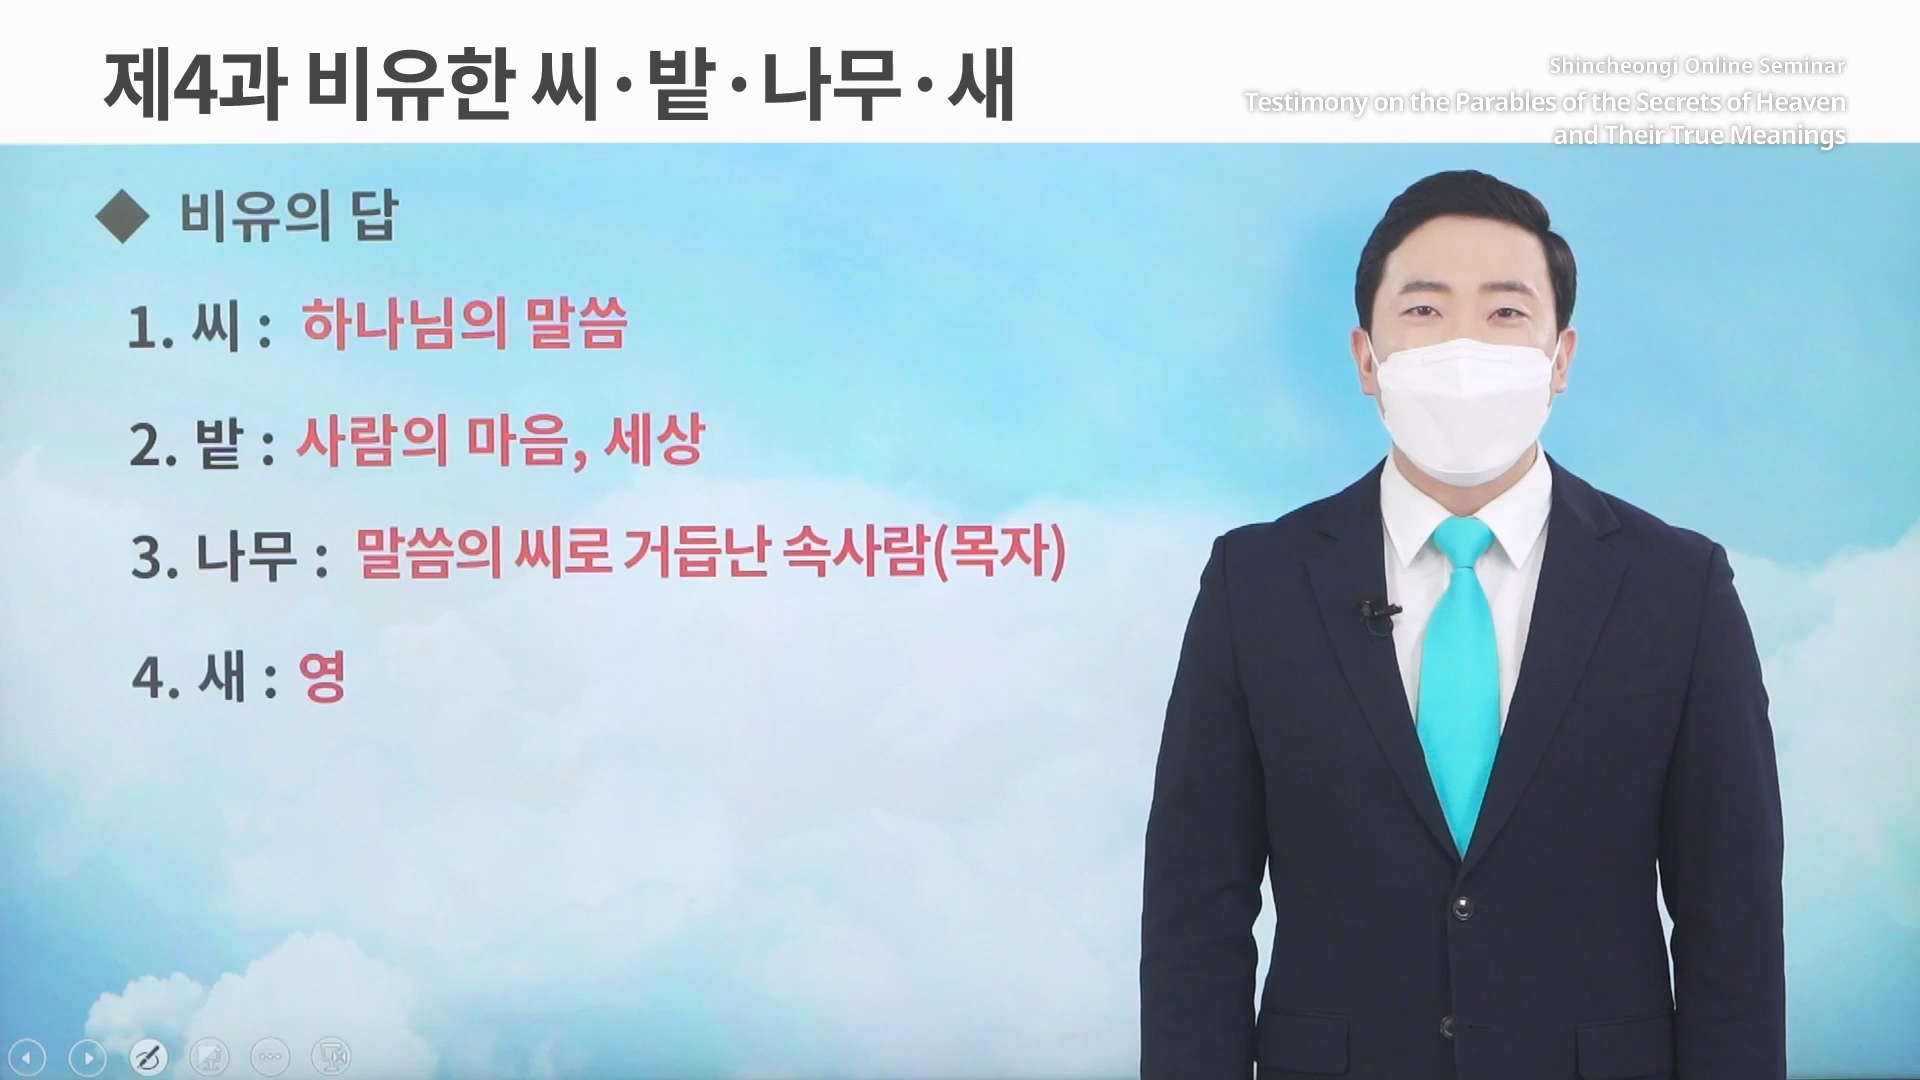 제4과 비유한 씨·밭·나무·새
Shincheongi Online Seminar
Testimony on the Parables of the Secrets of Heaven
and Their True Meanings
◆ 비유의 답
1. 씨 : 하나님의 말씀
2. 밭 : 사람의 마음, 세상
3. 나무 : 말씀의 씨로 거듭난 속사람(목자)
4. 새 : 영